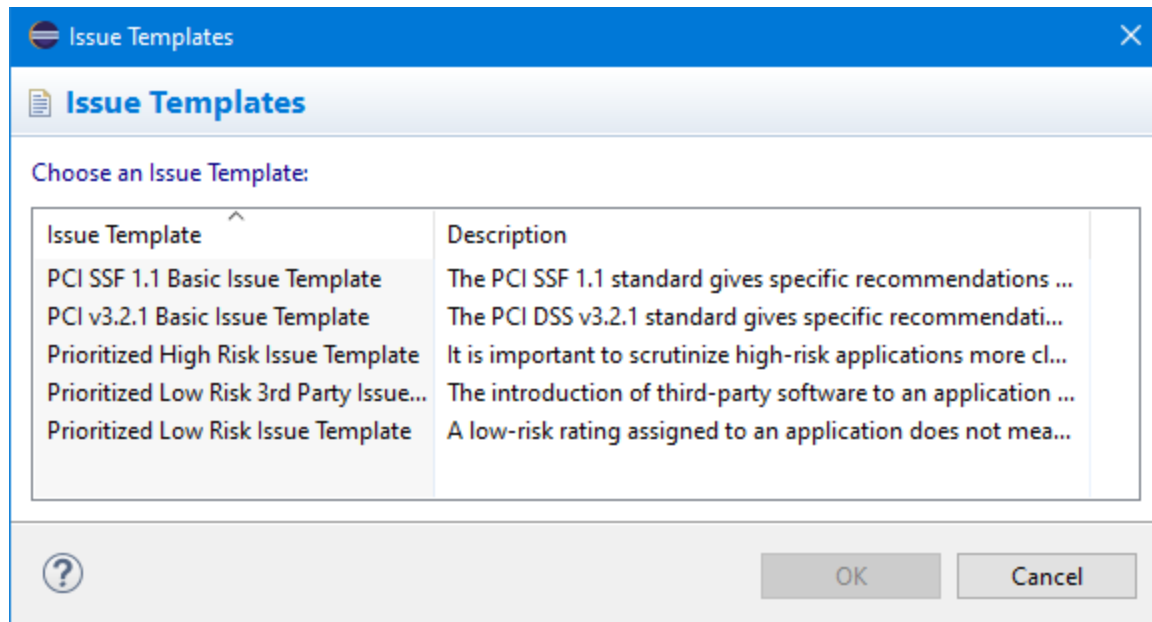 Issue Templates
Issue Templates
Choose an Issue Template:
Issue Template Description
PCI SSF 1.1 Basic Issue Template The PCI SSF 1.1 standard gives specific recommendations ...
PCI v3.2.1 Basic Issue Template The PCI DSS v3.2.1 standard gives specific recommendati...
Prioritized High Risk Issue Template It is important to scrutinize high-risk applications more cl...
Prioritized Low Risk 3rd Party Issue... The introduction of third-party software to an application ...
Prioritized Low Risk Issue Template A low-risk rating assigned to an application does not mea...
? OK Cancel